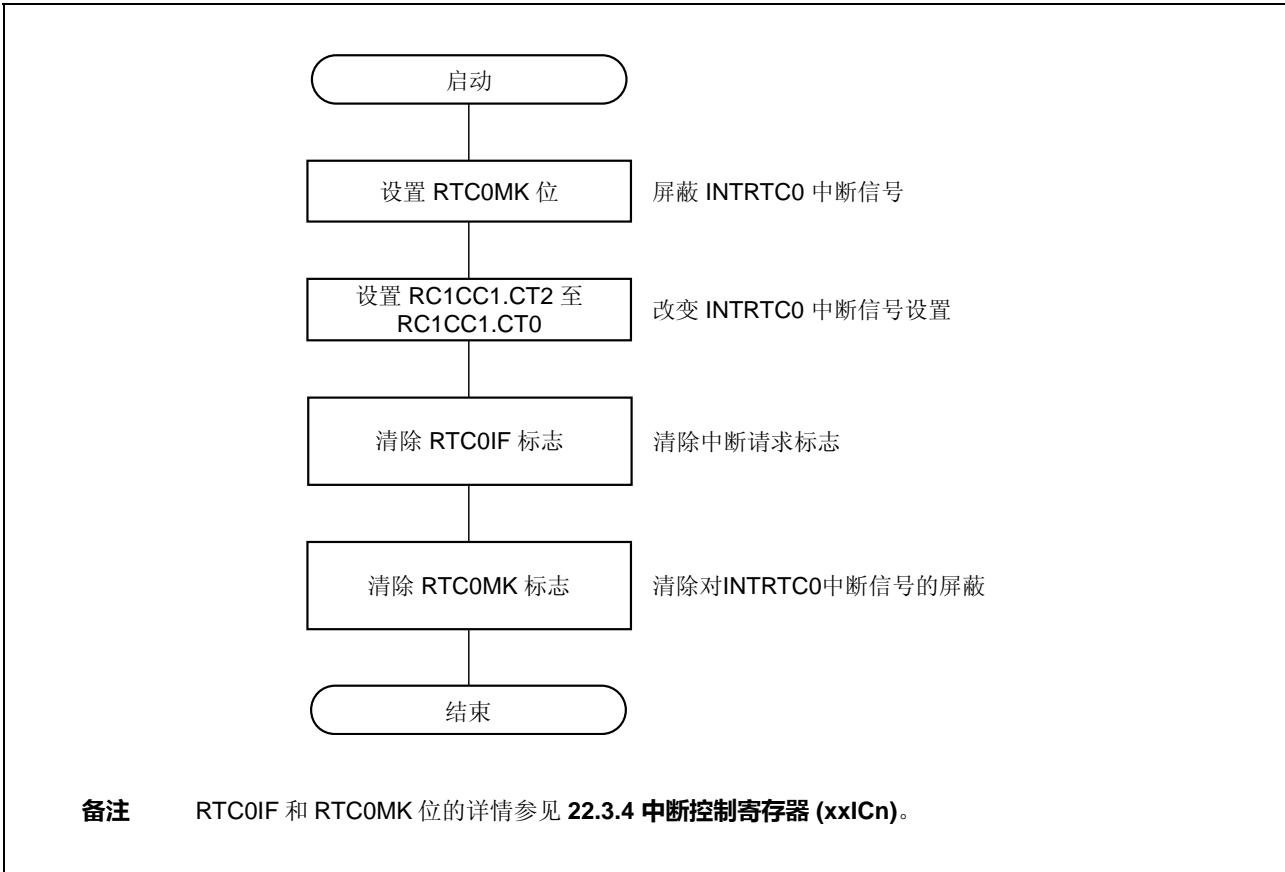 启动
设置 RTC0MK 位
屏蔽 INTRTC0 中断信号
设置 RC1CC1.CT2 至
RC1CC1.CT0
改变 INTRTC0 中断信号设置
清除 RTC0IF 标志
清除中断请求标志
清除 RTC0MK 标志
清除对INTRTC0中断信号的屏蔽
结束
备注 RTC0IF 和 RTC0MK 位的详情参见 22.3.4 中断控制寄存器 (xxICn)。